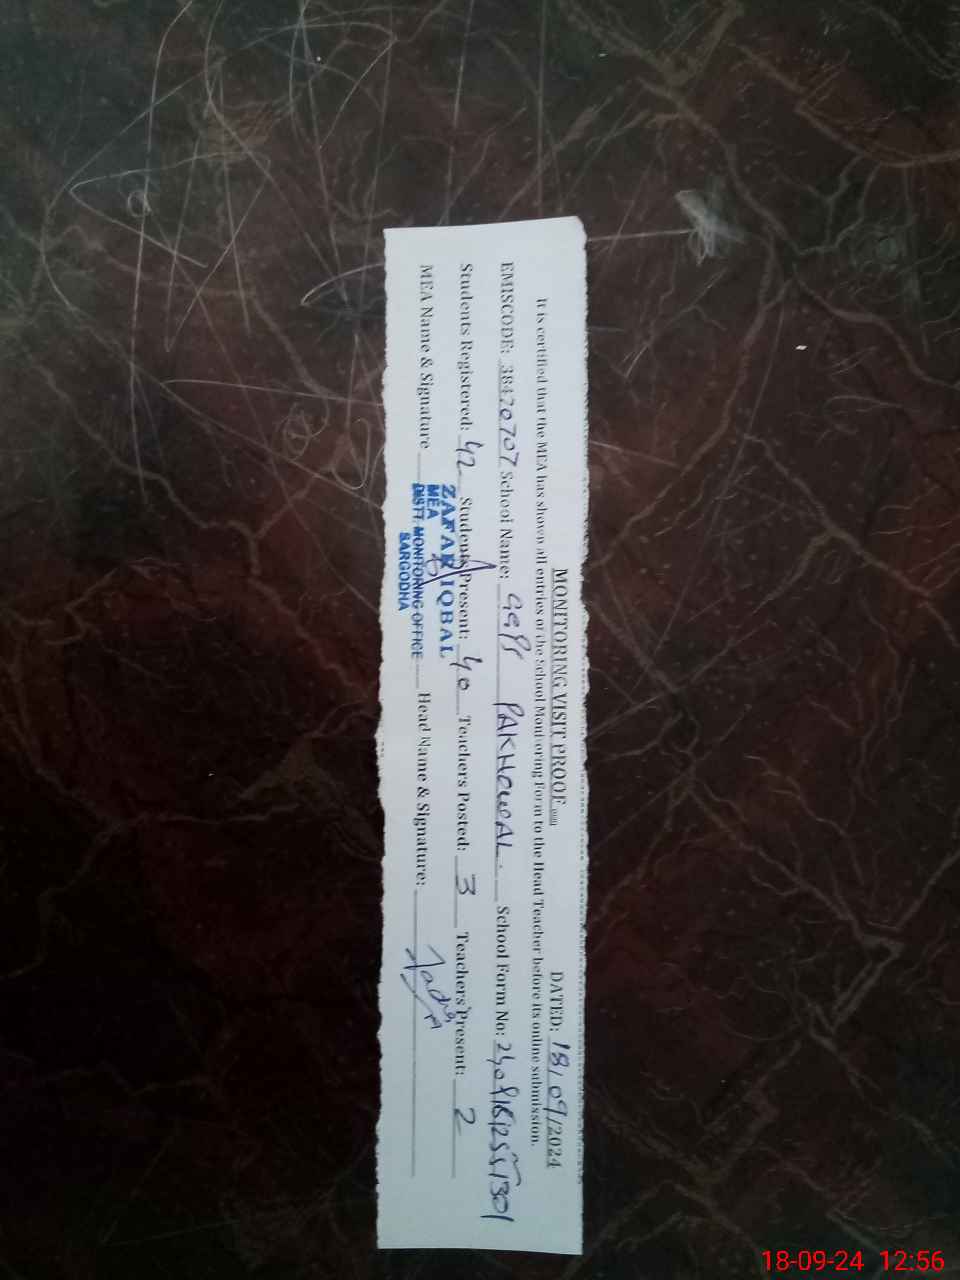 MONITORING VISIT PROOF DATED: 18/09/2024
It is certified that the MEA has shown all entries of the School Monitoring Form to the Head Teacher before its online submission.
EMISCODE: 38420707 School Name: GGPS PAKHOWAL. School Form No:
Students Registered: 42 Students Present: 40 Teachers Posted: 3 Teachers Present: 2
MEA Name & Signature Head Name & Signature:
ZAFAR IQBAL
MEA
DISTT. MONITORING OFFICE
SARGODHA
18-09-24 12:56